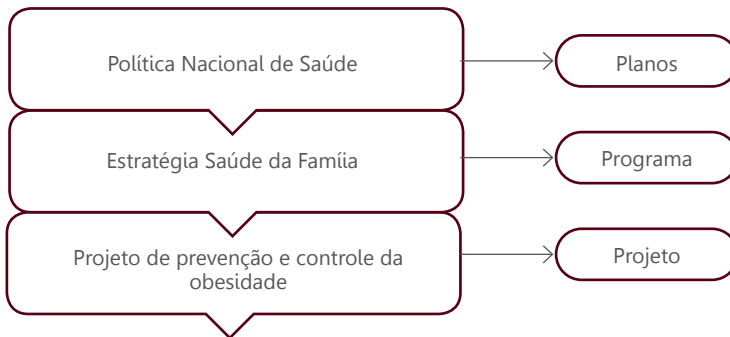 Política Nacional de Saúde
Planos
Estratégia Saúde da Famíia
Programa
Projeto de prevenção e controle da
obesidade
Projeto